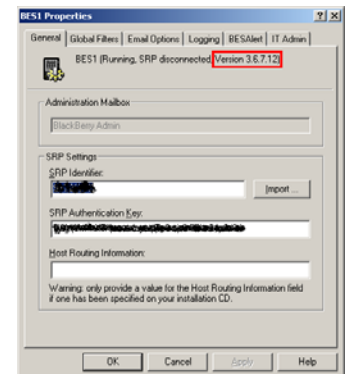 BES1 Properties
General Global Filters Email Options Logging BESAlert IT Admin
BES1 (Running, SRP disconnected, Version 3.6.7.12)
Administration Mailbox
BlackBerry Admin
SRP Settings
SRP Identifier:
Import ...
SRP Authentication Key:
Host Routing Information:
Warning: only provide a value for the Host Routing Information field
if one has been specified on your installation CD.
OK Cancel Apply Help